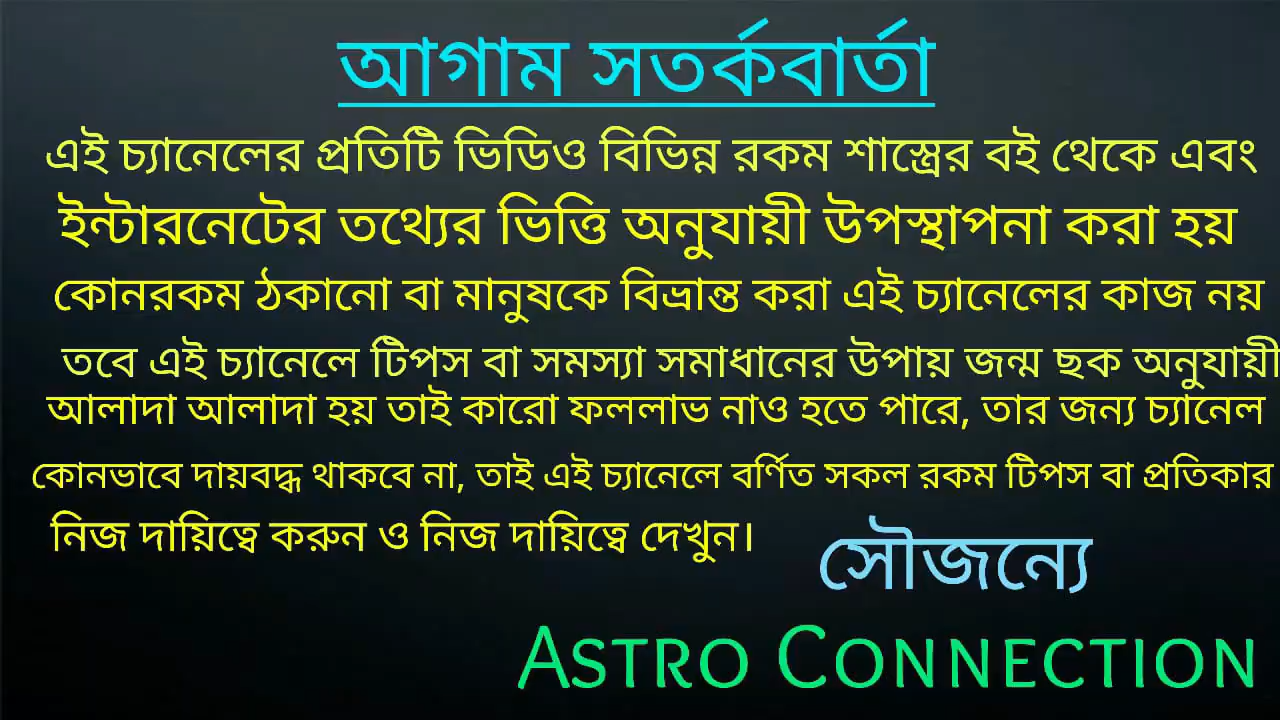 আগাম সতর্কবার্তা
এই চ্যানেলের প্রতিটি ভিডিও বিভিন্ন রকম শাস্ত্রের বই থেকে এবং
ইন্টারনেটের তথ্যের ভিত্তি অনুযায়ী উপস্থাপনা করা হয়
কোনরকম ঠকানো বা মানুষকে বিভ্রান্ত করা এই চ্যানেলের কাজ নয়
তবে এই চ্যানেলে টিপস বা সমস্যা সমাধানের উপায় জন্ম ছক অনুযায়ী
আলাদা আলাদা হয় তাই কারো ফললাভ নাও হতে পারে, তার জন্য চ্যানেল
কোনভাবে দায়বদ্ধ থাকবে না, তাই এই চ্যানেলে বর্ণিত সকল রকম টিপস বা প্রতিকার
নিজ দায়িত্বে করুন ও নিজ দায়িত্বে দেখুন।
সৌজন্যে
ASTRO CONNECTION